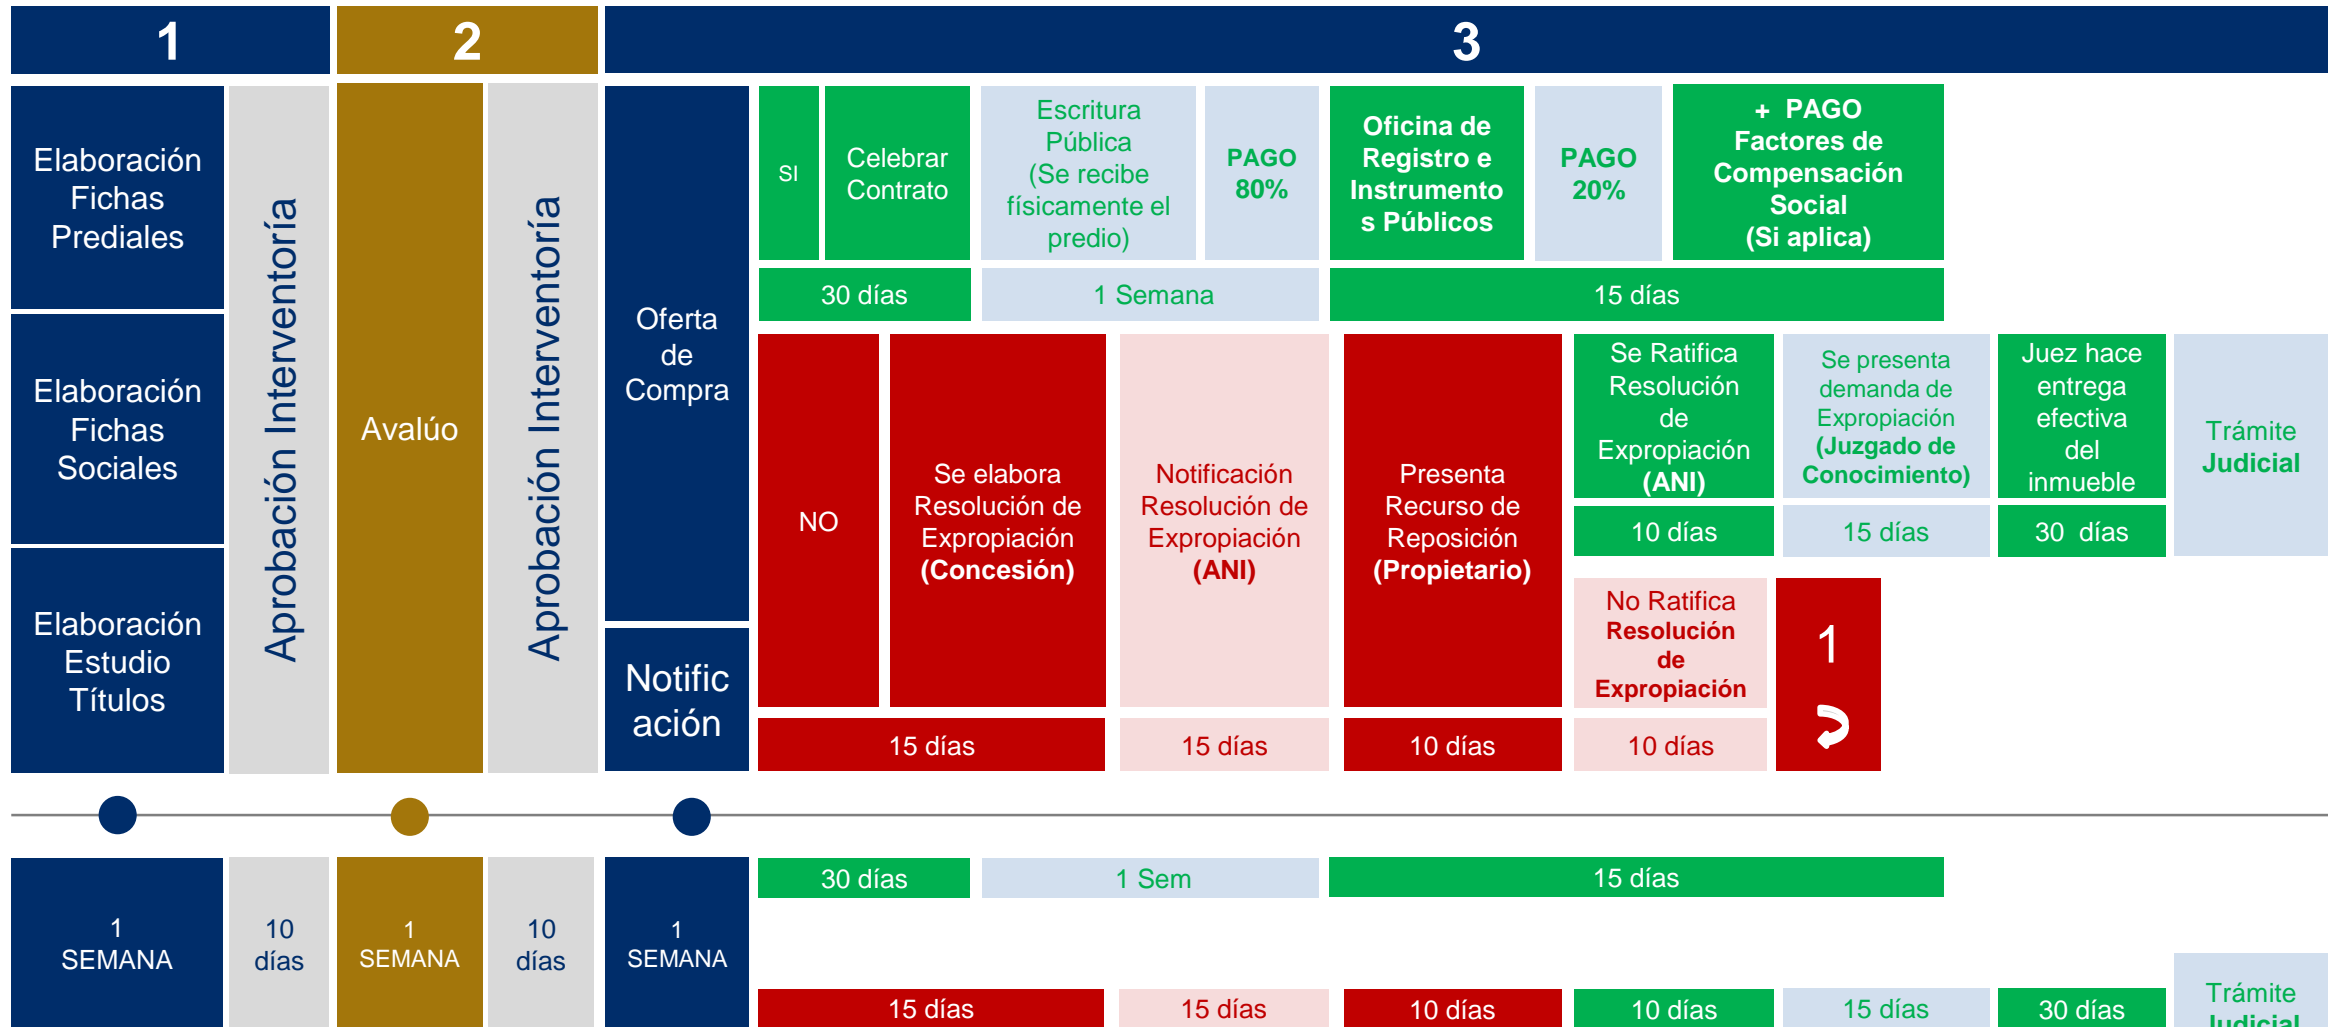 1
2
3
Elaboración
Fichas
Prediales
Elaboración
Fichas
Sociales
Elaboración
Estudio
Títulos
Aprobación Interventoría
Avalúo
Aprobación Interventoría
Oferta
de
Compra
Notific
ación
SI
Celebrar
Contrato
Escritura
Pública
(Se recibe
físicamente el
predio)
PAGO
80%
Oficina de
Registro e
Instrumento
s Públicos
PAGO
20%
+ PAGO
Factores de
Compensación
Social
(Si aplica)
30 días
1 Semana
15 días
NO
Se elabora
Resolución de
Expropiación
(Concesión)
Notificación
Resolución de
Expropiación
(ANI)
Presenta
Recurso de
Reposición
(Propietario)
Se Ratifica
Resolución
de
Expropiación
(ANI)
Se presenta
demanda de
Expropiación
(Juzgado de
Conocimiento)
Juez hace
entrega
efectiva
del
inmueble
Trámite
Judicial
10 días
15 días
30 días
No Ratifica
Resolución
de
Expropiación
1
15 días
15 días
10 días
10 días
1
SEMANA
10
días
1
SEMANA
10
días
1
SEMANA
30 días
1 Sem
15 días
15 días
15 días
10 días
10 días
15 días
30 días
Trámite
Judicial